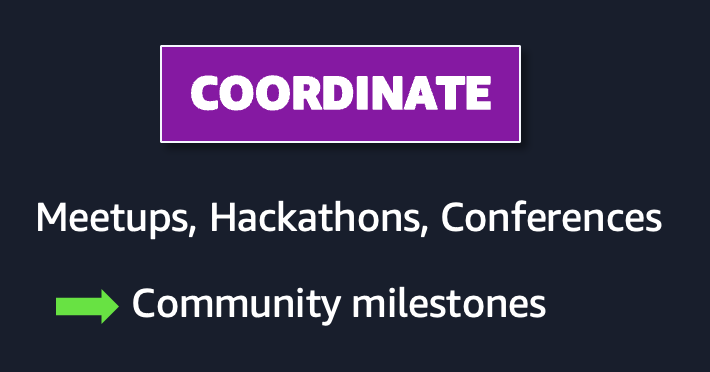 COORDINATE
Meetups, Hackathons, Conferences
Community milestones